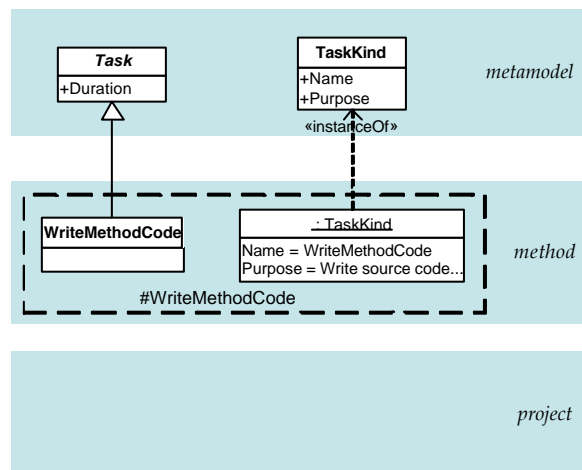 Task
+Duration
TaskKind
+Name
+Purpose
«instanceOf»
metamodel
WriteMethodCode
: TaskKind
Name = WriteMethodCode
Purpose = Write source code...
#WriteMethodCode
method
project